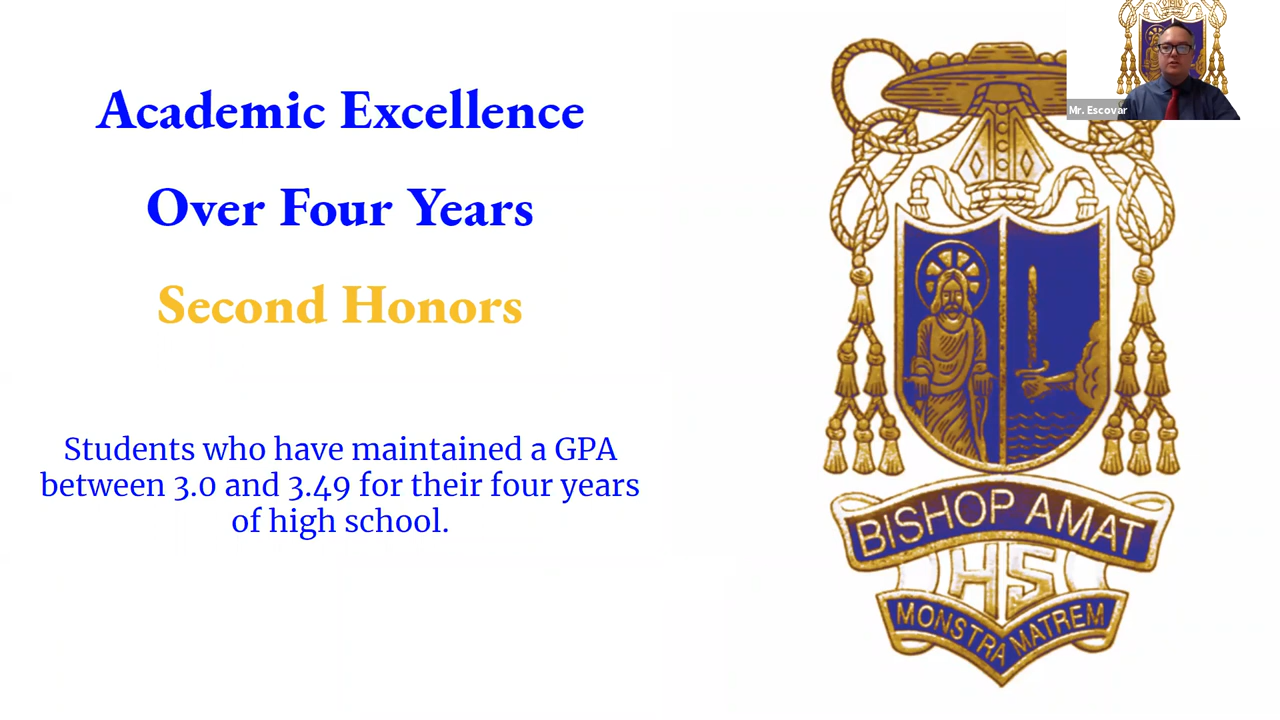 Academic Excellence
Over Four Years
Second Honors
Students who have maintained a GPA
between 3.0 and 3.49 for their four years
of high school.
Mr. Escovar
BISHOP AMAT
HS
MONSTRA MATREM